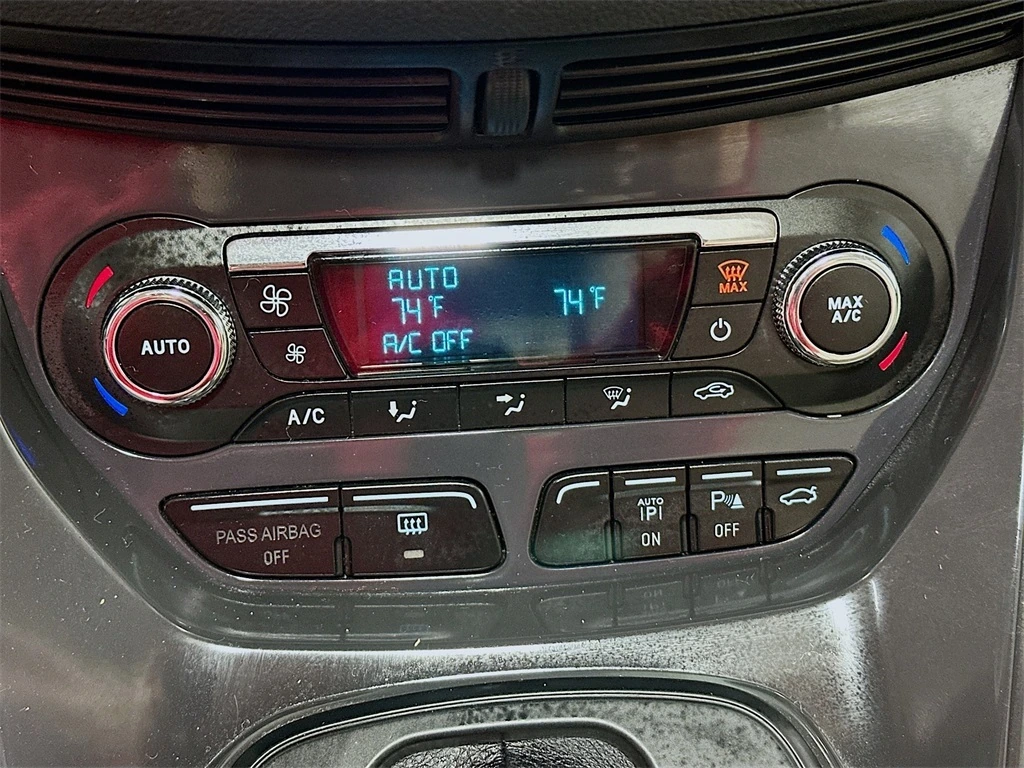 AUTO
74°F 74°F
A/C OFF
MAX
AUTO
MAX
A/C
A/C
PASS AIRBAG
OFF
AUTO
P
ON
P
OFF